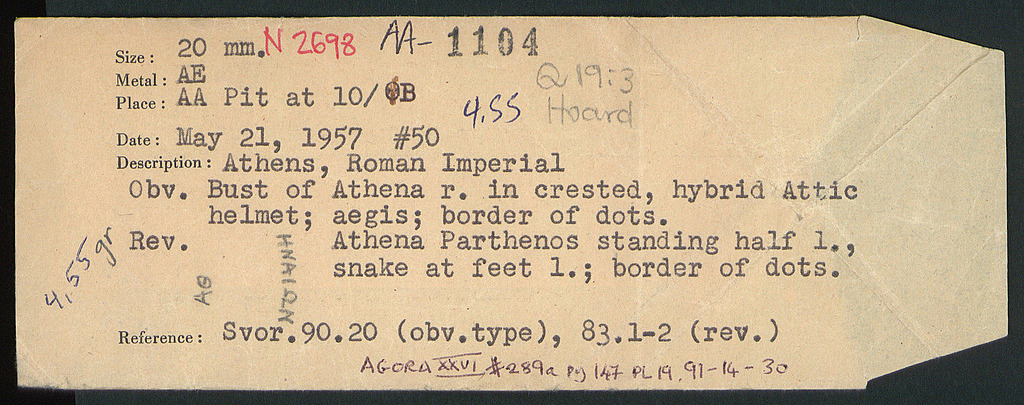 Size: 20 mm. N 2698 AA- 1104
Metal: AE
Place: AA Pit at 10/ΘB
Q 19:3
Hoard
4.55
Date: May 21, 1957 #50
Description: Athens, Roman Imperial
Obv. Bust of Athena r. in crested, hybrid Attic
helmet; aegis; border of dots.
Rev. Athena Parthenos standing half l.,
snake at feet l.; border of dots.
4.55 gr
ΑΘ
ΗΝΑΙΩΝ
Reference: Svor.90.20 (obv.type), 83.1-2 (rev.)
AGORA XXVI #289a pg 147 PL 19, 91-14-30